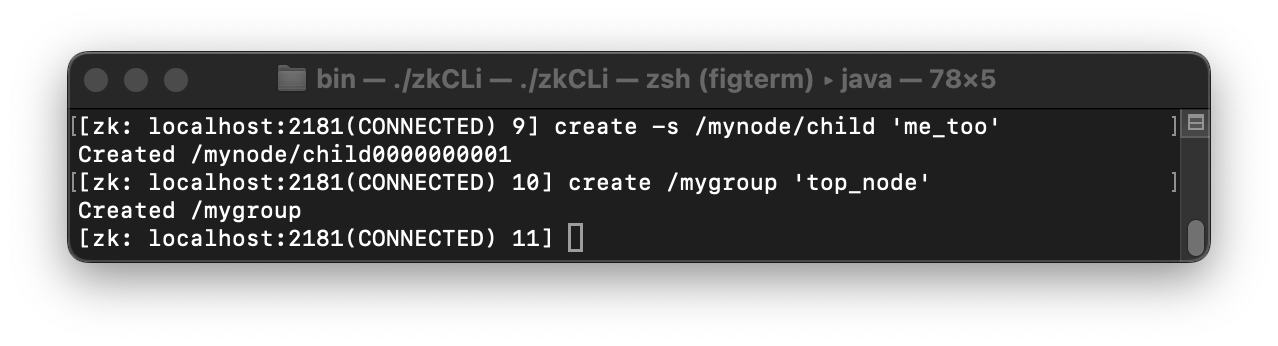 bin — ./zkCLi — ./zkCLi — zsh (figterm) ▸ java — 78×5
[[zk: localhost:2181(CONNECTED) 9] create -s /mynode/child 'me_too' ]
Created /mynode/child0000000001
[[zk: localhost:2181(CONNECTED) 10] create /mygroup 'top_node' ]
Created /mygroup
[zk: localhost:2181(CONNECTED) 11]